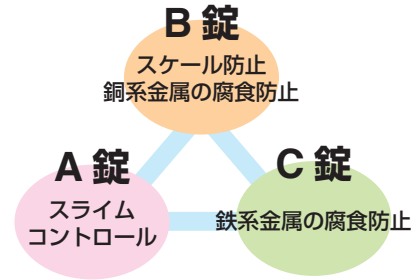 B 錠
スケール防止
銅系金属の腐食防止
A 錠
スライム
コントロール
C 錠
鉄系金属の腐食防止